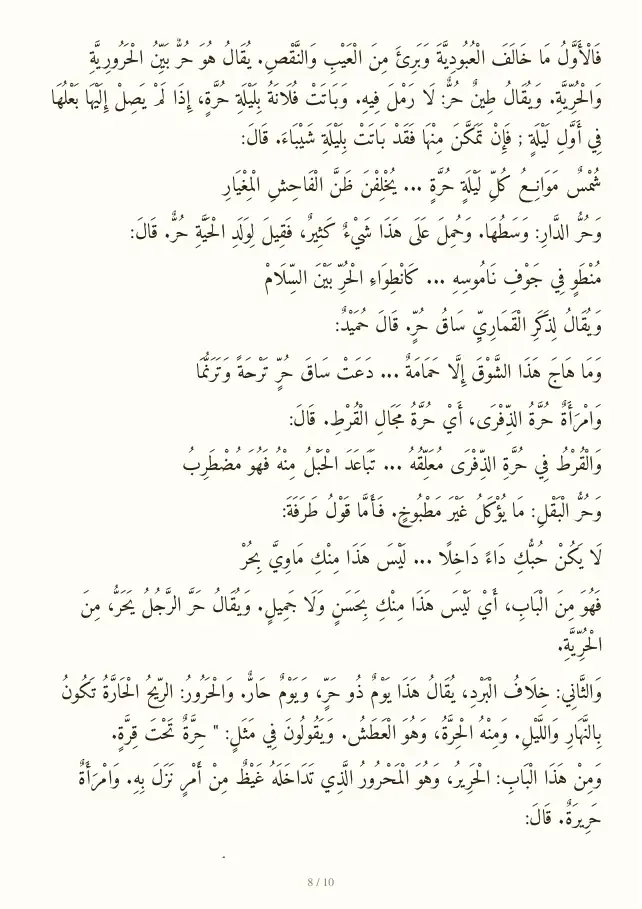 فَالْأَوَّلُ مَا خَالَفَ الْعُبُودِيَّةَ وَبَرِئَ مِنَ الْعَيْبِ وَالنَّقْصِ. يُقَالُ هُوَ حُرٌّ بَيِّنُ الْحَرُورِيَّةِ
وَالْحُرِّيَّةِ. وَيُقَالُ طِينٌ حُرٌّ: لَا رَمْلَ فِيهِ. وَبَاتَتْ فُلَانَةُ بِلَيْلَةِ حُرَّةٍ، إِذَا لَمْ يَصِلْ إِلَيْهَا بَعْلُهَا
فِي أَوَّلِ لَيْلَةٍ ; فَإِنْ تَمَكَّنَ مِنْهَا فَقَدْ بَاتَتْ بِلَيْلَةِ شَيْبَاءَ. قَالَ:
شُمْسٌ مَوَانِعُ كُلِّ لَيْلَةٍ حُرَّةٍ ... يُخْلِفْنَ ظَنَّ الْفَاحِشِ الْمِغْيَارِ
وَحُرُّ الدَّارِ: وَسَطُهَا. وَحُمِلَ عَلَى هَذَا شَيْءٌ كَثِيرٌ، فَقِيلَ لِوَلَدِ الْحَيَّةِ حُرٌّ. قَالَ:
مُنْطَوٍ فِي جَوْفِ نَامُوسِهِ ... كَانْطِوَاءِ الْحُرِّ بَيْنَ السِّلَامْ
وَيُقَالُ لِذَكَرِ الْقَمَارِيِّ سَاقُ حُرٍّ. قَالَ حُمَيْدٌ:
وَمَا هَاجَ هَذَا الشَّوْقَ إِلَّا حَمَامَةٌ ... دَعَتْ سَاقَ حُرٍّ تَرْحَةً وَتَرَنُّمَا
وَامْرَأَةٌ حُرَّةُ الذِّفْرَى، أَيْ حُرَّةُ مَجَالِ الْقُرْطِ. قَالَ:
وَالْقُرْطُ فِي حُرَّةِ الذِّفْرَى مُعَلِّقُهُ ... تَبَاعَدَ الْحَبْلُ مِنْهُ فَهُوَ مُضْطَرِبُ
وَحُرُّ الْبَقْلِ: مَا يُؤْكَلُ غَيْرَ مَطْبُوخٍ. فَأَمَّا قَوْلُ طَرَفَةَ:
لَا يَكُنْ حُبُّكِ دَاءً دَاخِلًا ... لَيْسَ هَذَا مِنْكِ مَاوِيَّ بِحُرْ
فَهُوَ مِنَ الْبَابِ، أَيْ لَيْسَ هَذَا مِنْكِ بِحَسَنٍ وَلَا جَمِيلٍ. وَيُقَالُ حَرَّ الرَّجُلُ يَحَرُّ، مِنَ
الْحُرِّيَّةِ.
وَالثَّانِي: خِلَافُ الْبَرْدِ، يُقَالُ هَذَا يَوْمٌ ذُو حَرٍّ، وَيَوْمٌ حَارٌّ. وَالْحَرُورُ: الرِّيحُ الْحَارَّةُ تَكُونُ
بِالنَّهَارِ وَاللَّيْلِ. وَمِنْهُ الْحِرَّةُ، وَهُوَ الْعَطَشُ. وَيَقُولُونَ فِي مَثَلٍ: " حِرَّةٌ تَحْتَ قِرَّةٍ.
وَمِنْ هَذَا الْبَابِ: الْحَرِيرُ، وَهُوَ الْمَحْرُورُ الَّذِي تَدَاخَلَهُ غَيْظٌ مِنْ أَمْرٍ نَزَلَ بِهِ. وَامْرَأَةٌ
حَرِيرَةٌ. قَالَ:
8 / 10